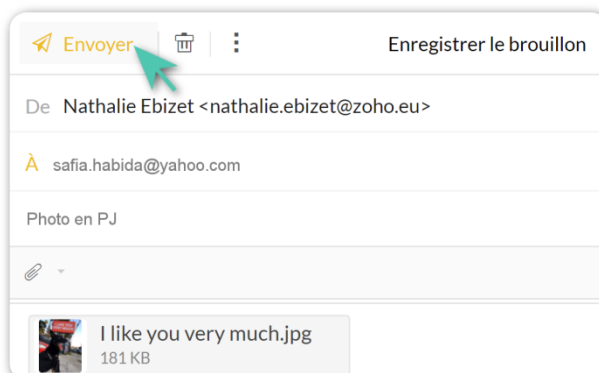 Envoyer
Enregistrer le brouillon
De Nathalie Ebizet <nathalie.ebizet@zoho.eu>
À safia.habida@yahoo.com
Photo en PJ
I like you very much.jpg
181 KB